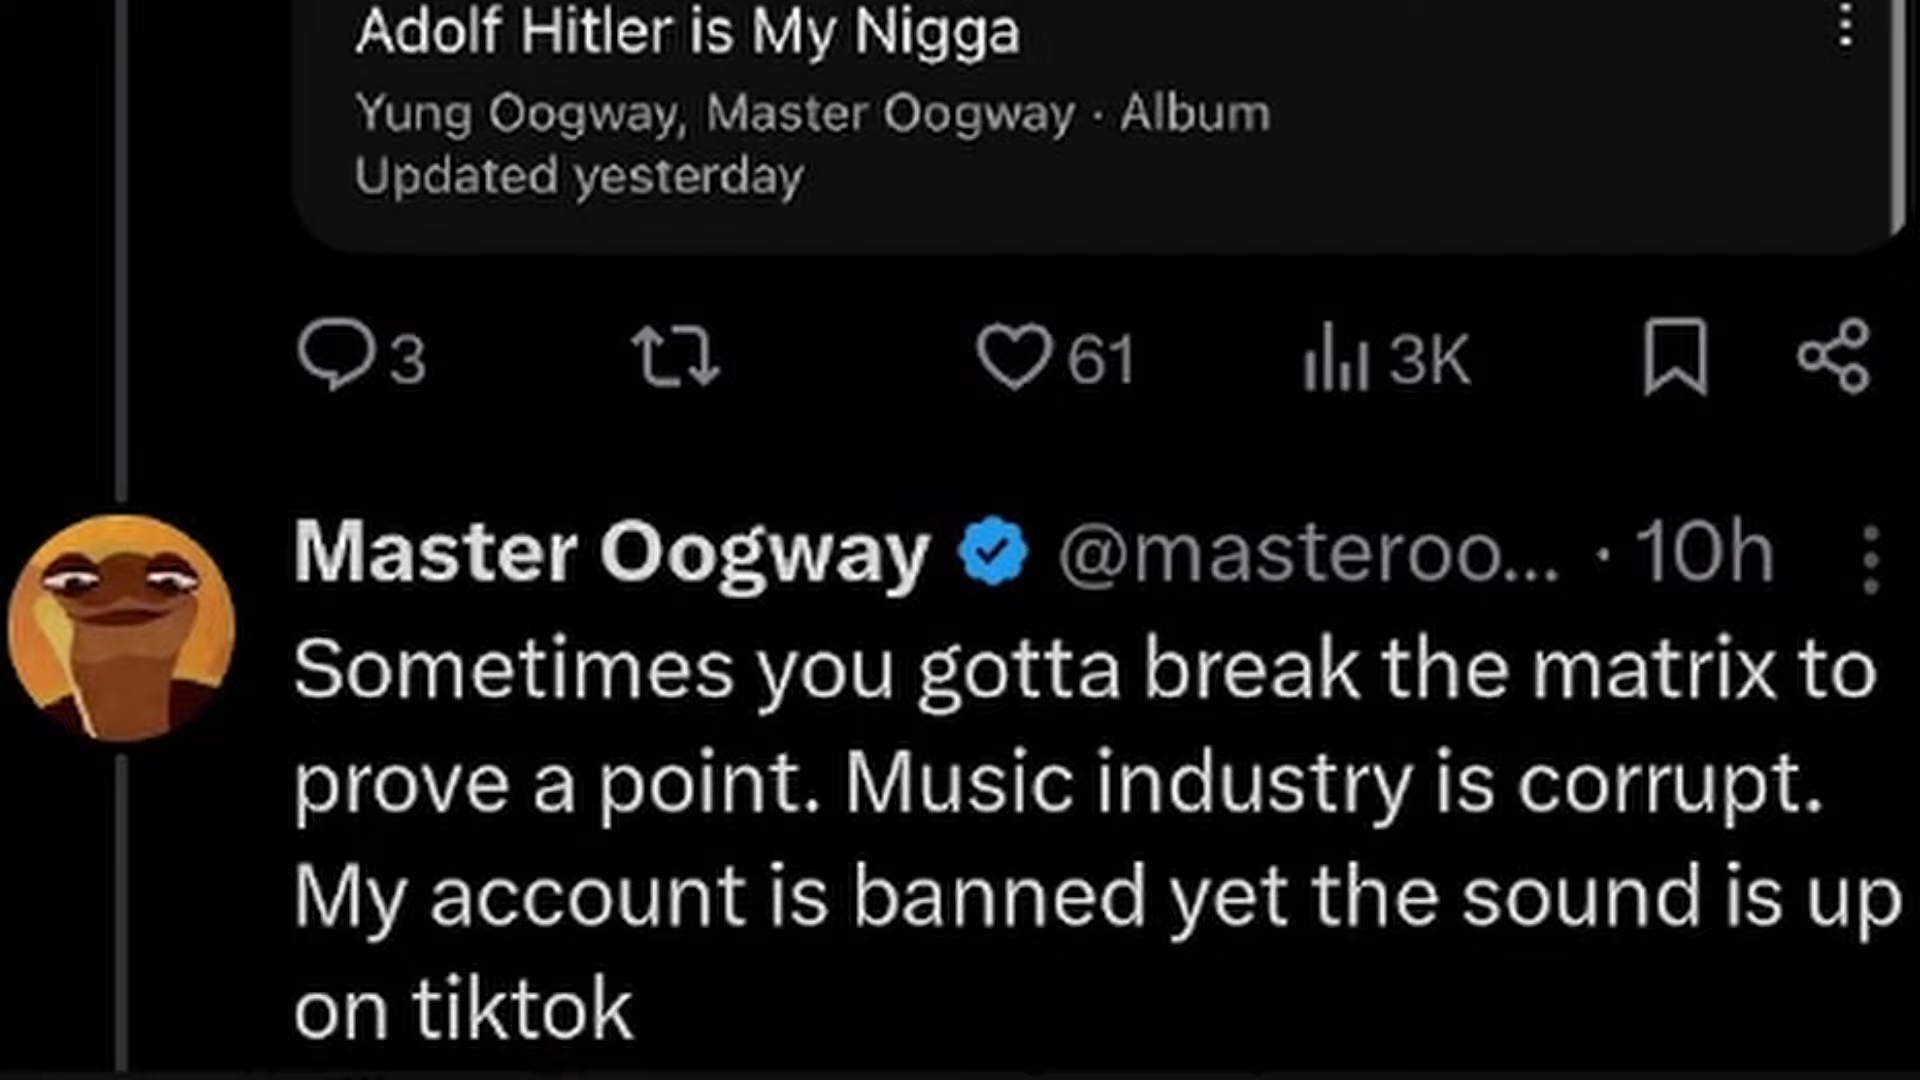 Adolf Hitler is My Nigga
Yung Oogway, Master Oogway · Album
Updated yesterday
3 61 3K
Master Oogway @masteroo... · 10h
Sometimes you gotta break the matrix to
prove a point. Music industry is corrupt.
My account is banned yet the sound is up
on tiktok